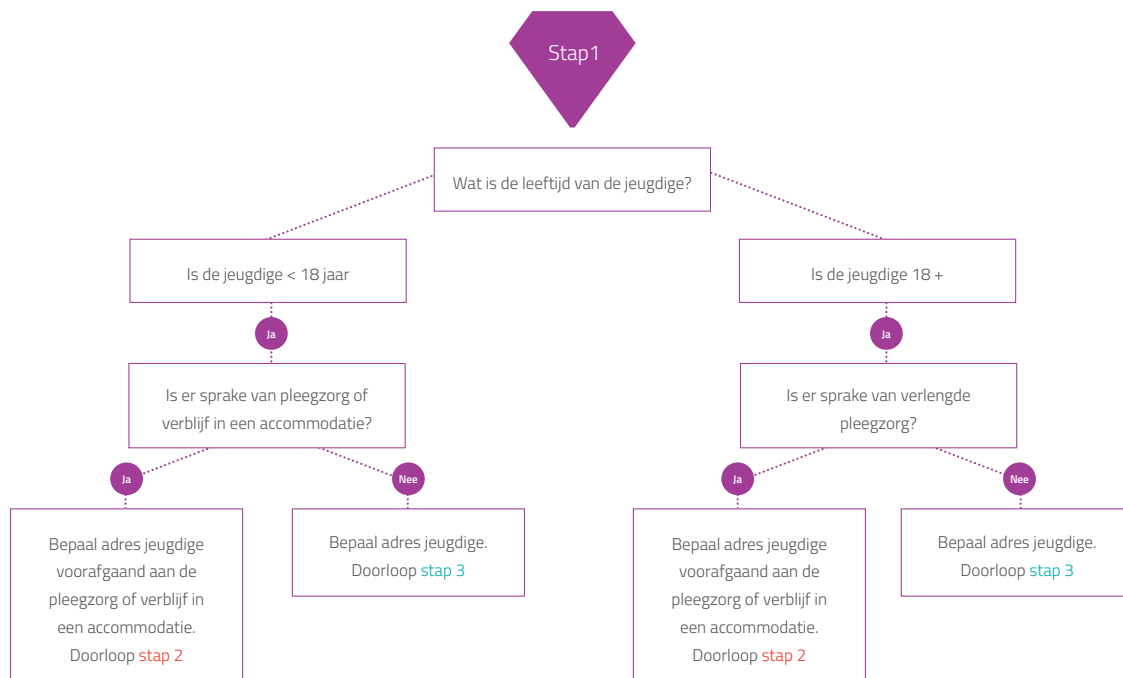 Stap1
Wat is de leeftijd van de jeugdige?
Is de jeugdige < 18 jaar
Is de jeugdige 18 +
Ja
Ja
Is er sprake van pleegzorg of
verblijf in een accommodatie?
Is er sprake van verlengde
pleegzorg?
Ja
Nee
Ja
Nee
Bepaal adres jeugdige
voorafgaand aan de
pleegzorg of verblijf in
een accommodatie.
Doorloop stap 2
Bepaal adres jeugdige.
Doorloop stap 3
Bepaal adres jeugdige
voorafgaand aan de
pleegzorg of verblijf in
een accommodatie.
Doorloop stap 2
Bepaal adres jeugdige.
Doorloop stap 3